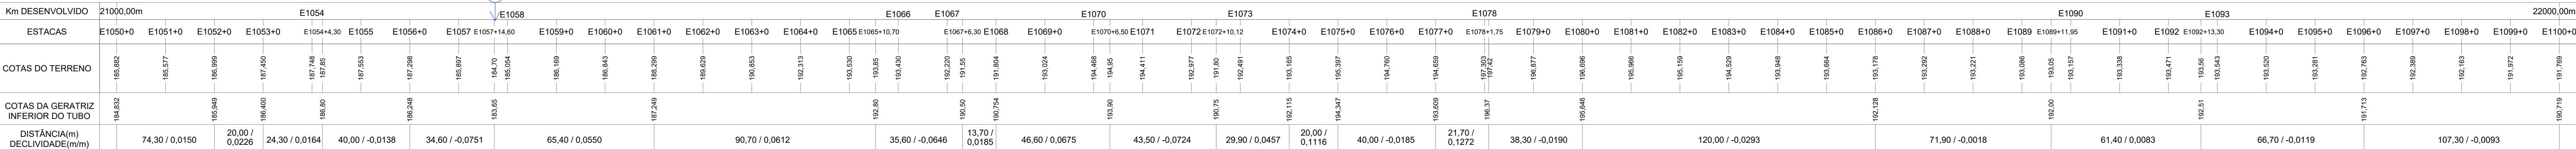 Km DESENVOLVIDO 21000,00m E1054 E1058 E1066 E1067 E1070 E1073 E1078 E1090 E1093 22000,00m
ESTACAS E1050+0 E1051+0 E1052+0 E1053+0 E1054+4,30 E1055 E1056+0 E1057 E1057+14,60 E1059+0 E1060+0 E1061+0 E1062+0 E1063+0 E1064+0 E1065 E1065+10,70 E1067+6,30 E1068 E1069+0 E1070+6,50 E1071 E1072 E1072+10,12 E1074+0 E1075+0 E1076+0 E1077+0 E1078+1,75 E1079+0 E1080+0 E1081+0 E1082+0 E1083+0 E1084+0 E1085+0 E1086+0 E1087+0 E1088+0 E1089 E1089+11,95 E1091+0 E1092 E1092+13,30 E1094+0 E1095+0 E1096+0 E1097+0 E1098+0 E1099+0 E1100+0
COTAS DO TERRENO 185,882 185,577 186,999 187,450 187,748 187,85 187,553 187,298 185,897 184,70 185,054 186,169 186,843 188,299 189,629 190,853 192,313 193,530 193,85 193,430 192,220 191,55 191,804 193,024 194,468 194,95 194,411 192,977 191,80 192,491 193,165 195,397 194,760 194,659 197,303 197,42 196,877 196,696 195,966 195,159 194,529 193,948 193,664 193,178 193,292 193,221 193,086 193,05 193,157 193,338 193,471 193,56 193,543 193,520 193,281 192,763 192,389 192,163 191,972 191,769
COTAS DA GERATRIZ
INFERIOR DO TUBO 184,832 185,949 186,400 186,80 186,248 183,65 187,249 192,80 190,50 190,754 193,90 190,75 192,115 194,347 193,609 196,37 195,646 192,128 192,00 192,51 191,713 190,719
DISTÂNCIA(m)
DECLIVIDADE(m/m) 74,30 / 0,0150 20,00 /
0,0226 24,30 / 0,0164 40,00 / -0,0138 34,60 / -0,0751 65,40 / 0,0550 90,70 / 0,0612 35,60 / -0,0646 13,70 /
0,0185 46,60 / 0,0675 43,50 / -0,0724 29,90 / 0,0457 20,00 /
0,1116 40,00 / -0,0185 21,70 /
0,1272 38,30 / -0,0190 120,00 / -0,0293 71,90 / -0,0018 61,40 / 0,0083 66,70 / -0,0119 107,30 / -0,0093